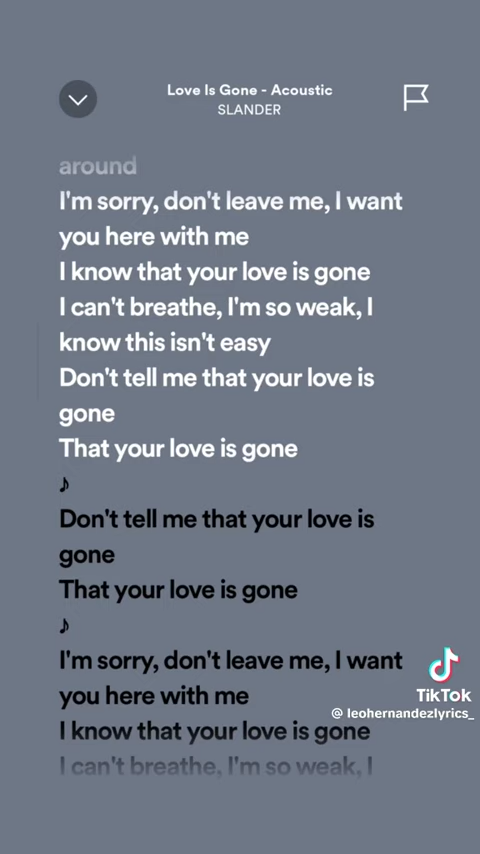 Love Is Gone - Acoustic
SLANDER
around
I'm sorry, don't leave me, I want
you here with me
I know that your love is gone
I can't breathe, I'm so weak, I
know this isn't easy
Don't tell me that your love is
gone
That your love is gone
♪
Don't tell me that your love is
gone
That your love is gone
♪
I'm sorry, don't leave me, I want
you here with me
I know that your love is gone
I can't breathe, I'm so weak, I
TikTok
@ leohernandezlyrics_